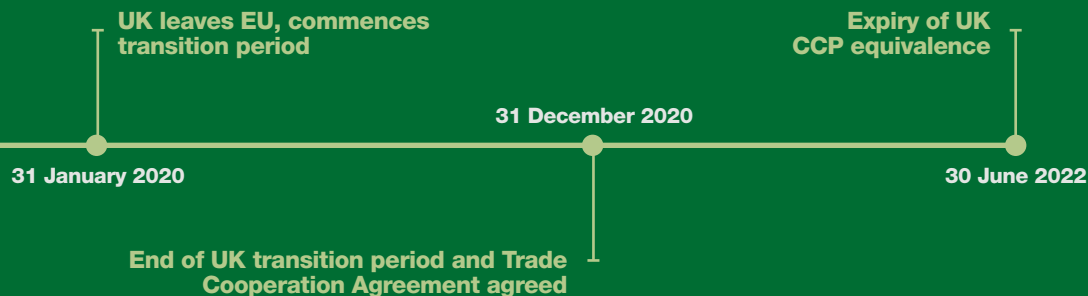 UK leaves EU, commences
transition period
31 January 2020
31 December 2020
End of UK transition period and Trade
Cooperation Agreement agreed
Expiry of UK
CCP equivalence
30 June 2022